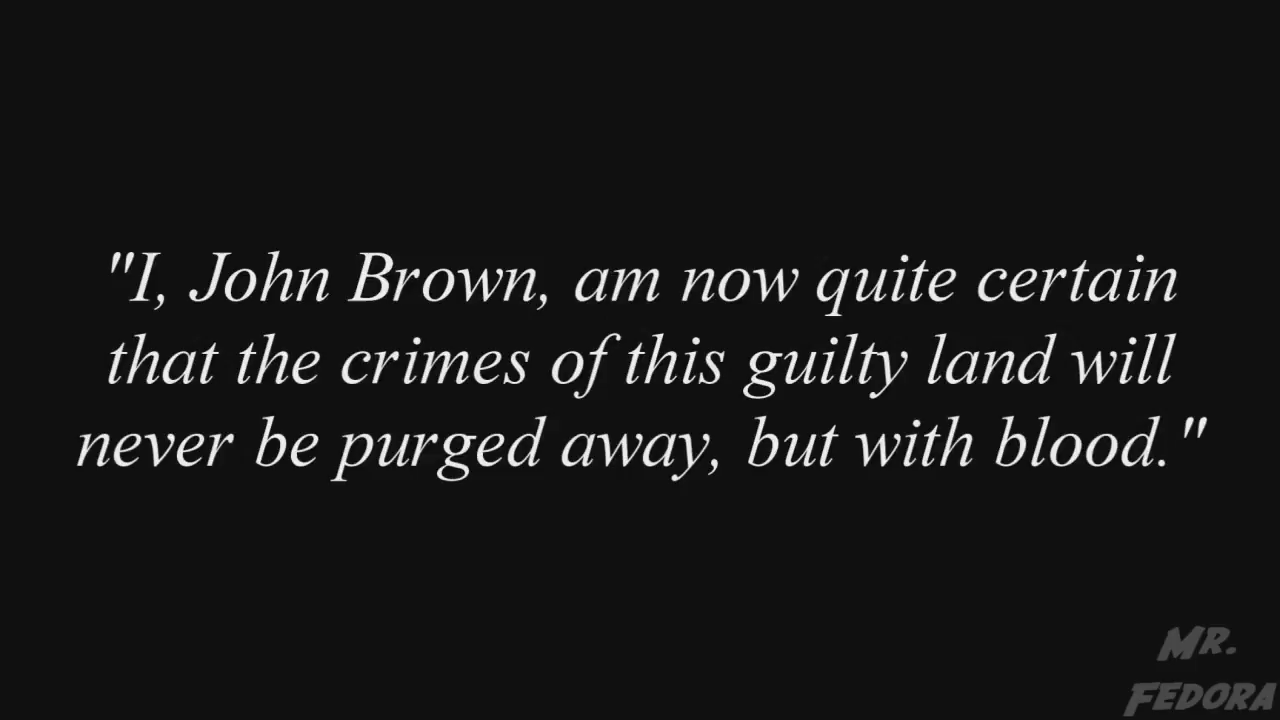 "I, John Brown, am now quite certain
that the crimes of this guilty land will
never be purged away, but with blood."
MR.
FEDORA